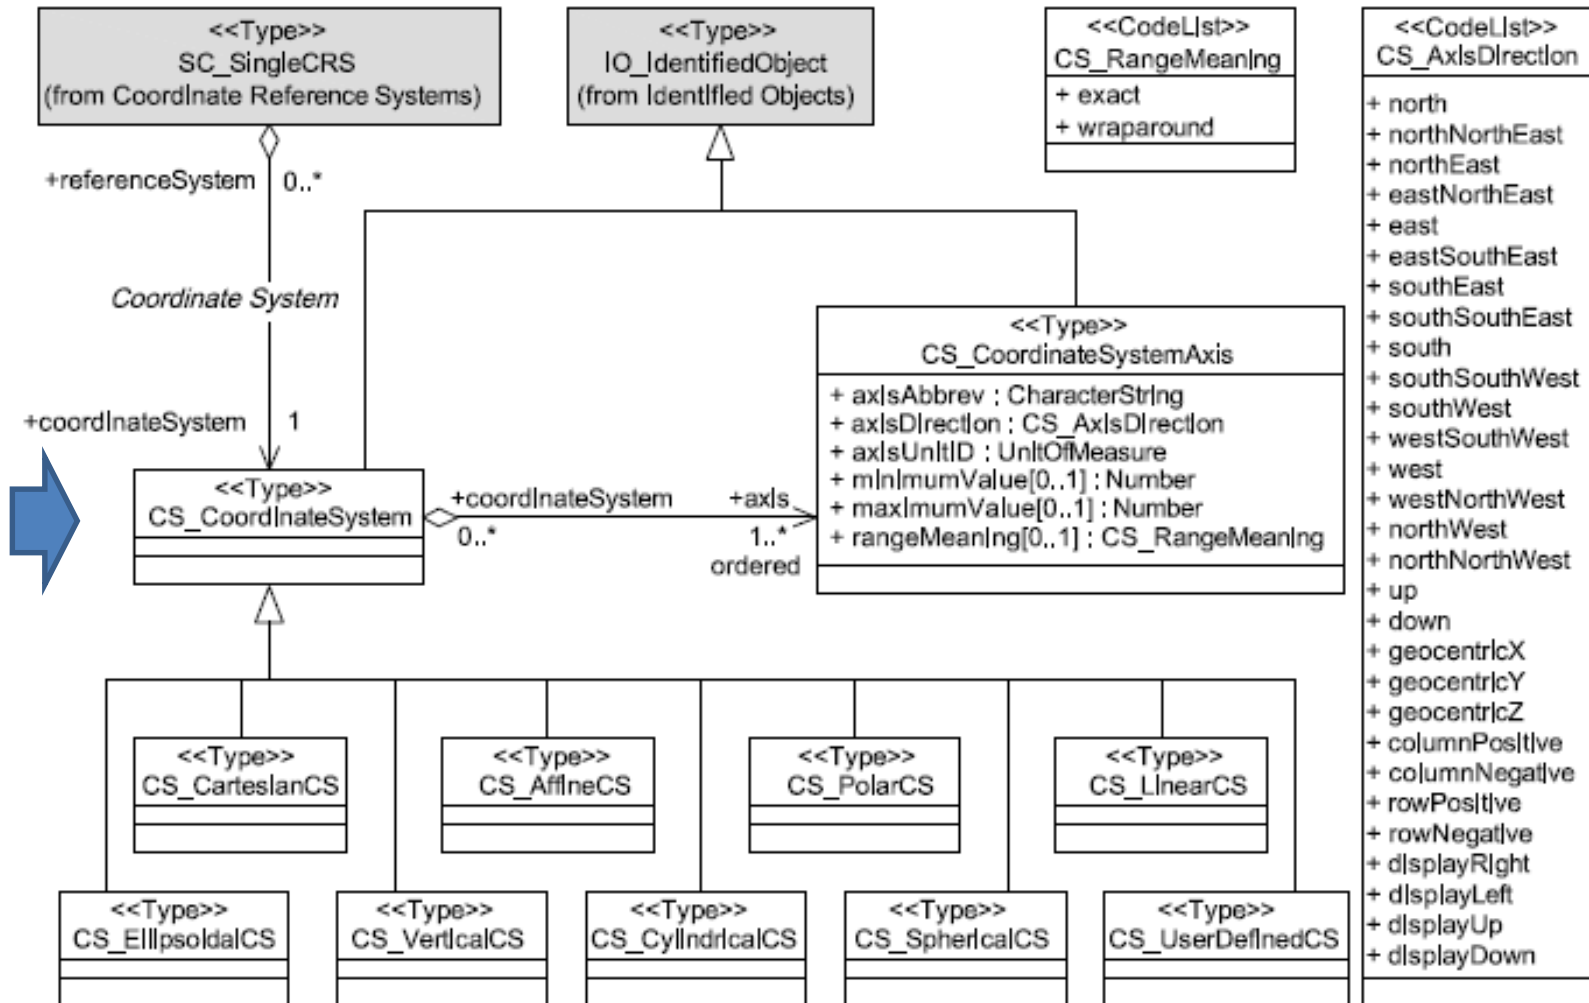 <<Type>>
SC_SingleCRS
(from Coordinate Reference Systems)
<<Type>>
IO_IdentifiedObject
(from Identified Objects)
<<CodeList>>
CS_RangeMeaning
+ exact
+ wraparound
<<CodeList>>
CS_AxisDirection
+ north
+ northNorthEast
+ northEast
+ eastNorthEast
+ east
+ eastSouthEast
+ southEast
+ southSouthEast
+ south
+ southSouthWest
+ southWest
+ westSouthWest
+ west
+ westNorthWest
+ northWest
+ northNorthWest
+ up
+ down
+ geocentricX
+ geocentricY
+ geocentricZ
+ columnPositive
+ columnNegative
+ rowPositive
+ rowNegative
+ displayRight
+ displayLeft
+ displayUp
+ displayDown
+referenceSystem 0..*
Coordinate System
+coordinateSystem 1
<<Type>>
CS_CoordinateSystem
+coordinateSystem +axis
0..* 1..*
ordered
<<Type>>
CS_CoordinateSystemAxis
+ axisAbbrev : CharacterString
+ axisDirection : CS_AxisDirection
+ axisUnitID : UnitOfMeasure
+ minimumValue[0..1] : Number
+ maximumValue[0..1] : Number
+ rangeMeaning[0..1] : CS_RangeMeaning
<<Type>>
CS_CartesianCS
<<Type>>
CS_AffineCS
<<Type>>
CS_PolarCS
<<Type>>
CS_LinearCS
<<Type>>
CS_EllipsoidalCS
<<Type>>
CS_VerticalCS
<<Type>>
CS_CylindricalCS
<<Type>>
CS_SphericalCS
<<Type>>
CS_UserDefinedCS